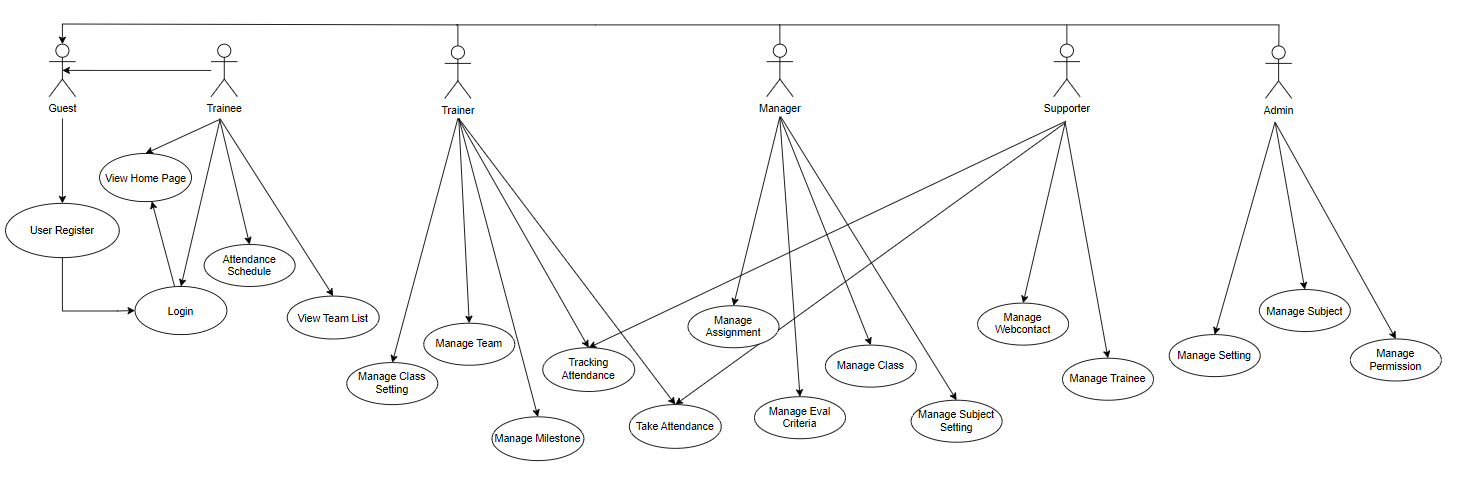 Guest
Trainee
Trainer
Manager
Supporter
Admin
View Home Page
User Register
Attendance
Schedule
Login
View Team List
Manage Class
Setting
Manage Team
Manage Milestone
Tracking
Attendance
Take Attendance
Manage
Assignment
Manage Eval
Criteria
Manage Class
Manage Subject
Setting
Manage
Webcontact
Manage Trainee
Manage Setting
Manage Subject
Manage
Permission